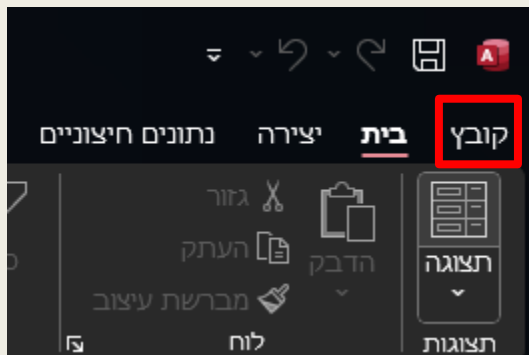 A
קובץ בית יצירה נתונים חיצוניים
תצוגה
תצוגות
הדבק
גזור
העתק
מברשת עיצוב
לוח